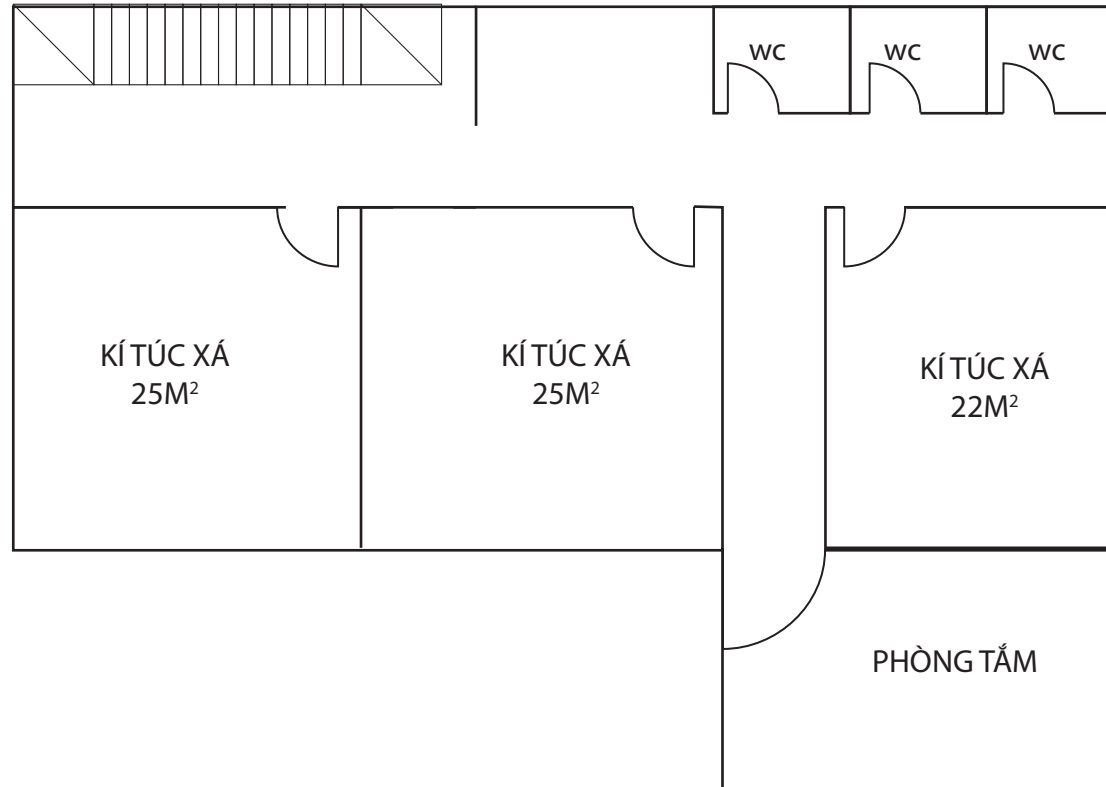 wc
wc
wc
KÍ TÚC XÁ
25M²
KÍ TÚC XÁ
25M²
KÍ TÚC XÁ
22M²
PHÒNG TẮM